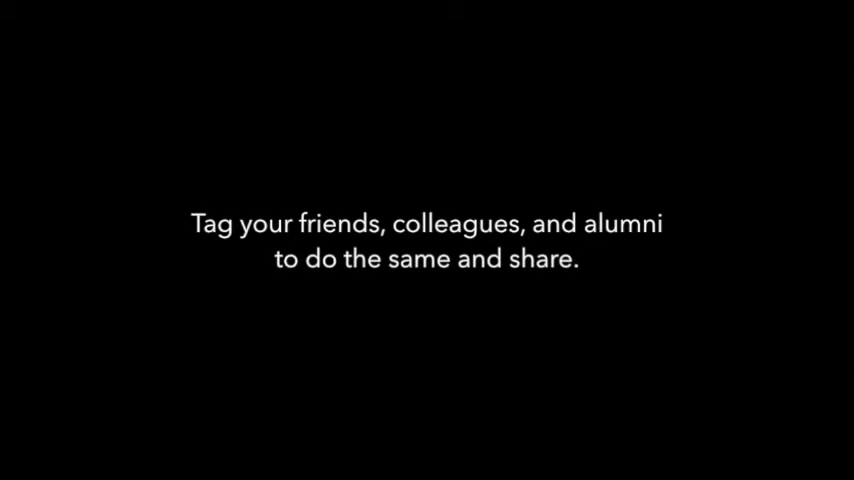 Tag your friends, colleagues, and alumni
to do the same and share.